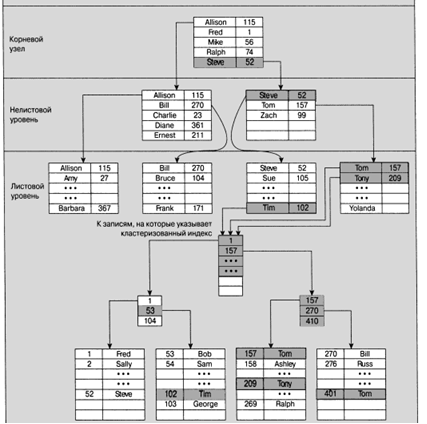 Корневой
узел
Allison 115
Fred 1
Mike 56
Ralph 74
Steve 52
Нелистовой
уровень
Allison 115
Bill 270
Charlie 23
Diane 361
Ernest 211
Steve 52
Tom 157
Zach 99
Листовой
уровень
Allison 115
Amy 27
•••
•••
Barbara 367
Bill 270
Bruce 104
•••
•••
Frank 171
Steve 52
Sue 105
•••
•••
Tim 102
Tom 157
Tony 209
•••
•••
Yolanda
К записям, на которые указывает
кластеризованный индекс
1
157
•••
•••
1
53
104
157
270
410
1 Fred
2 Sally
•••
•••
52 Steve
53 Bob
54 Sam
•••
102 Tim
103 George
157 Tom
158 Ashley
•••
209 Tony
•••
269 Ralph
270 Bill
276 Russ
•••
401 Tom